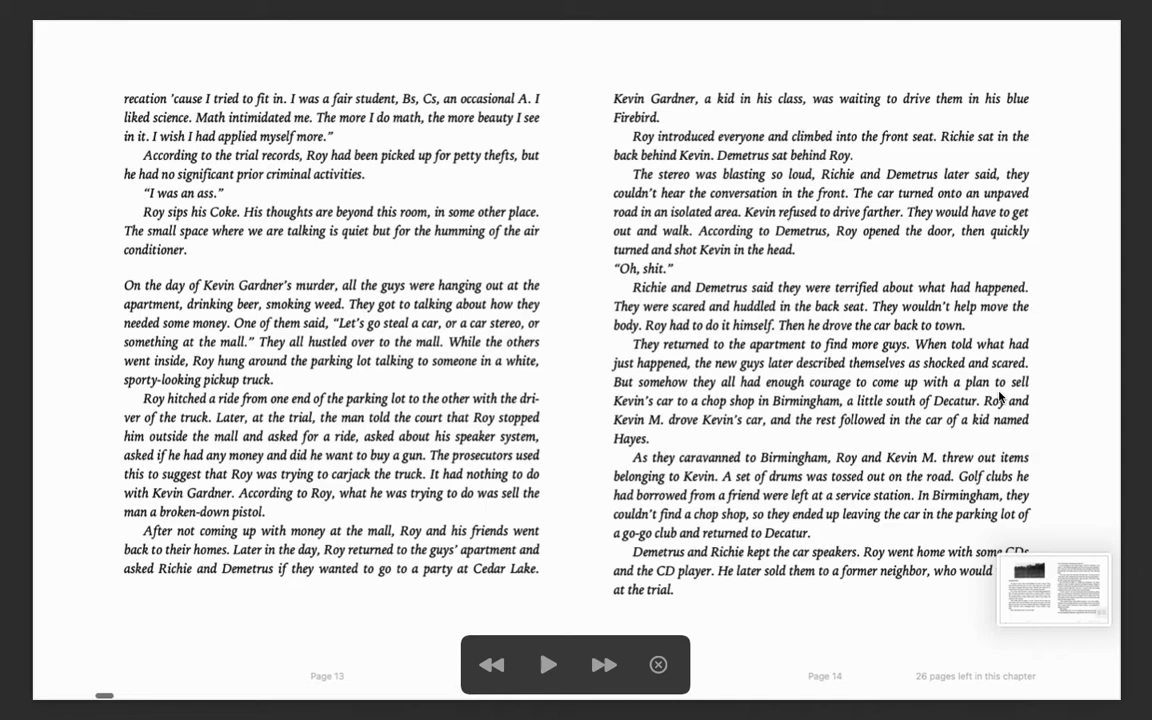 recation ’cause I tried to fit in. I was a fair student, Bs, Cs, an occasional A. I
liked science. Math intimidated me. The more I do math, the more beauty I see
in it. I wish I had applied myself more.”
According to the trial records, Roy had been picked up for petty thefts, but
he had no significant prior criminal activities.
“I was an ass.”
Roy sips his Coke. His thoughts are beyond this room, in some other place.
The small space where we are talking is quiet but for the humming of the air
conditioner.
On the day of Kevin Gardner’s murder, all the guys were hanging out at the
apartment, drinking beer, smoking weed. They got to talking about how they
needed some money. One of them said, “Let’s go steal a car, or a car stereo, or
something at the mall.” They all hustled over to the mall. While the others
went inside, Roy hung around the parking lot talking to someone in a white,
sporty-looking pickup truck.
Roy hitched a ride from one end of the parking lot to the other with the dri-
ver of the truck. Later, at the trial, the man told the court that Roy stopped
him outside the mall and asked for a ride, asked about his speaker system,
asked if he had any money and did he want to buy a gun. The prosecutors used
this to suggest that Roy was trying to carjack the truck. It had nothing to do
with Kevin Gardner. According to Roy, what he was trying to do was sell the
man a broken-down pistol.
After not coming up with money at the mall, Roy and his friends went
back to their homes. Later in the day, Roy returned to the guys’ apartment and
asked Richie and Demetrus if they wanted to go to a party at Cedar Lake.
Page 13
Kevin Gardner, a kid in his class, was waiting to drive them in his blue
Firebird.
Roy introduced everyone and climbed into the front seat. Richie sat in the
back behind Kevin. Demetrus sat behind Roy.
The stereo was blasting so loud, Richie and Demetrus later said, they
couldn’t hear the conversation in the front. The car turned onto an unpaved
road in an isolated area. Kevin refused to drive farther. They would have to get
out and walk. According to Demetrus, Roy opened the door, then quickly
turned and shot Kevin in the head.
“Oh, shit.”
Richie and Demetrus said they were terrified about what had happened.
They were scared and huddled in the back seat. They wouldn’t help move the
body. Roy had to do it himself. Then he drove the car back to town.
They returned to the apartment to find more guys. When told what had
just happened, the new guys later described themselves as shocked and scared.
But somehow they all had enough courage to come up with a plan to sell
Kevin’s car to a chop shop in Birmingham, a little south of Decatur. Roy and
Kevin M. drove Kevin’s car, and the rest followed in the car of a kid named
Hayes.
As they caravanned to Birmingham, Roy and Kevin M. threw out items
belonging to Kevin. A set of drums was tossed out on the road. Golf clubs he
had borrowed from a friend were left at a service station. In Birmingham, they
couldn’t find a chop shop, so they ended up leaving the car in the parking lot of
a go-go club and returned to Decatur.
Demetrus and Richie kept the car speakers. Roy went home with some CDs
and the CD player. He later sold them to a former neighbor, who would
at the trial.
Page 14
26 pages left in this chapter